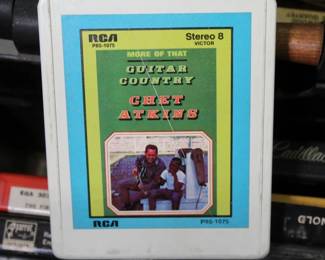 RCA
P8S-1075
Stereo 8
VICTOR
MORE OF THAT
GUITAR
COUNTRY
CHET
ATKINS
RCA
P8S-1075
Cadillac